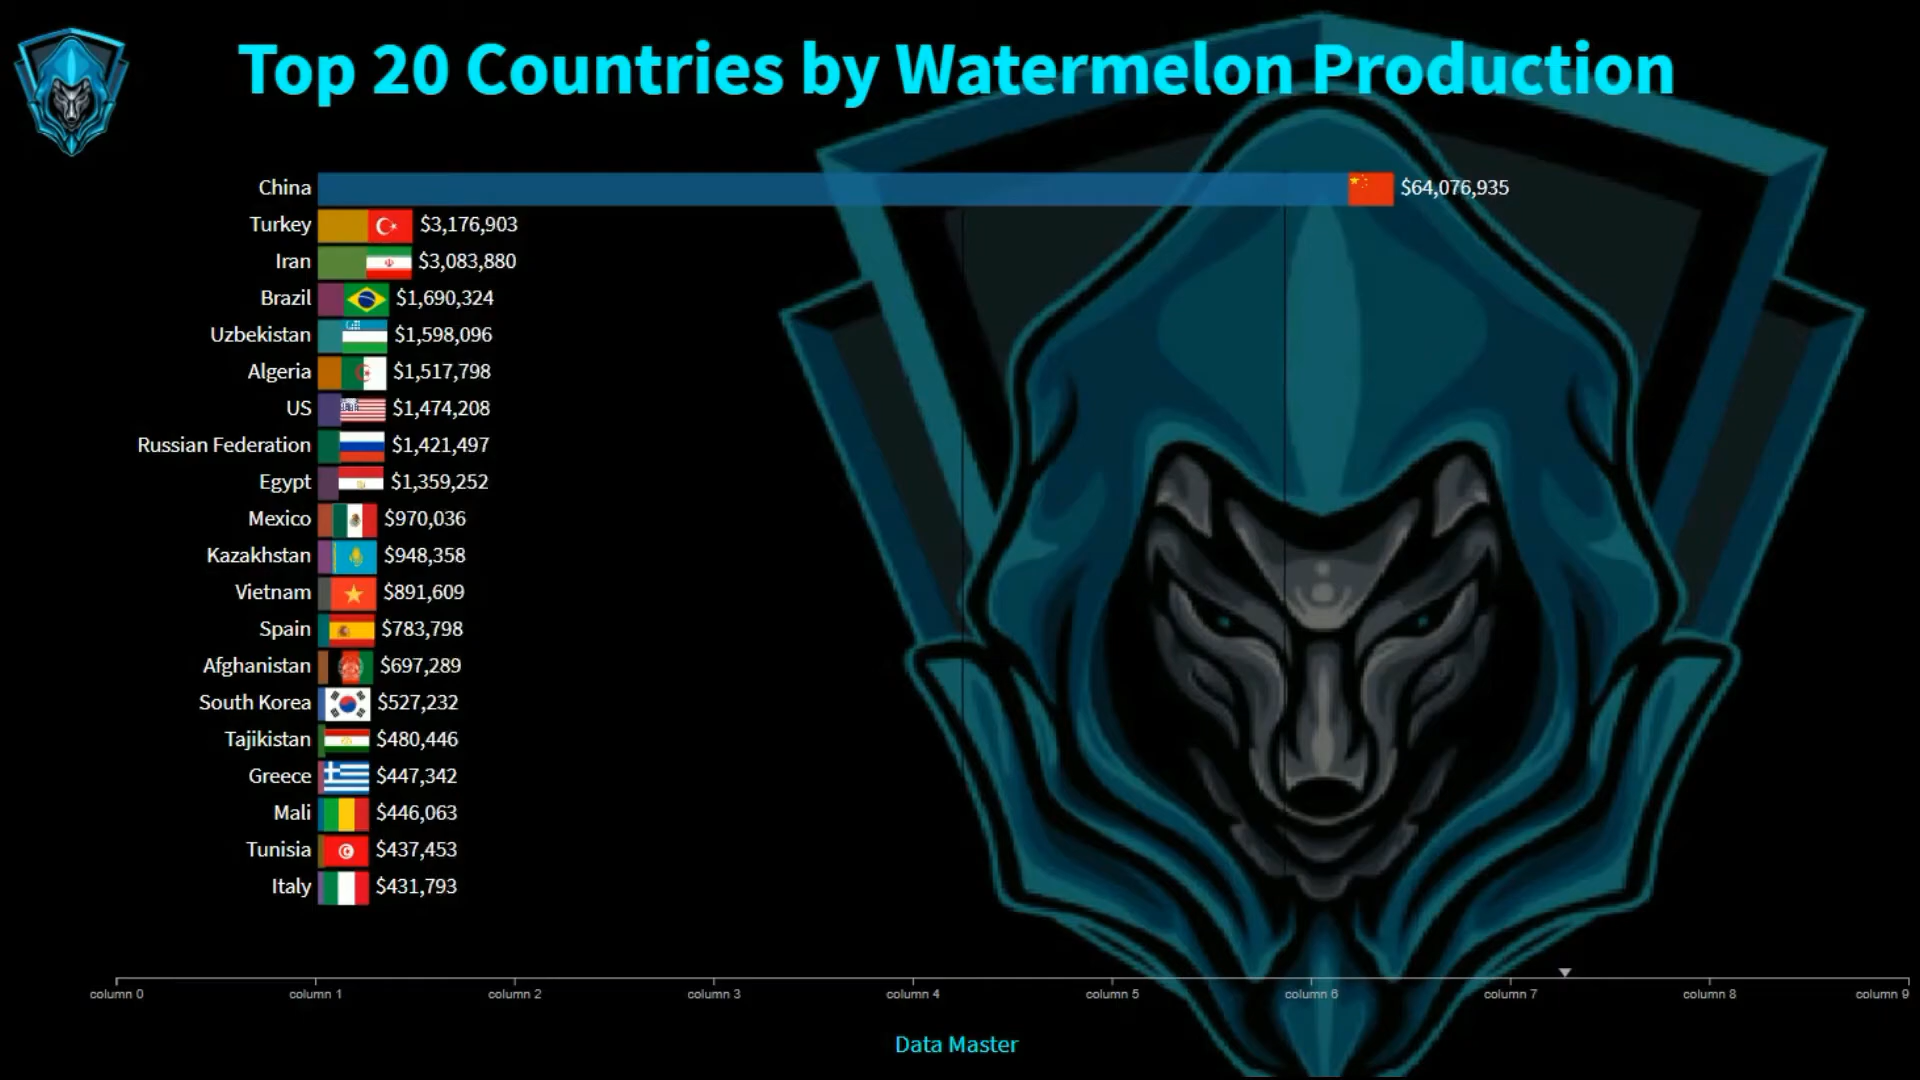 Top 20 Countries by Watermelon Production
China $64,076,935
Turkey $3,176,903
Iran $3,083,880
Brazil $1,690,324
Uzbekistan $1,598,096
Algeria $1,517,798
US $1,474,208
Russian Federation $1,421,497
Egypt $1,359,252
Mexico $970,036
Kazakhstan $948,358
Vietnam $891,609
Spain $783,798
Afghanistan $697,289
South Korea $527,232
Tajikistan $480,446
Greece $447,342
Mali $446,063
Tunisia $437,453
Italy $431,793
column 0 column 1 column 2 column 3 column 4 column 5 column 6 column 7 column 8 column 9
Data Master